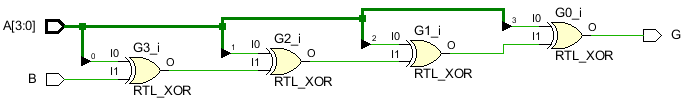 A[3:0]
B
0
I0
I1
G3_i
O
RTL_XOR
1
I0
I1
G2_i
O
RTL_XOR
2
I0
I1
G1_i
O
RTL_XOR
3
I0
I1
G0_i
O
RTL_XOR
G